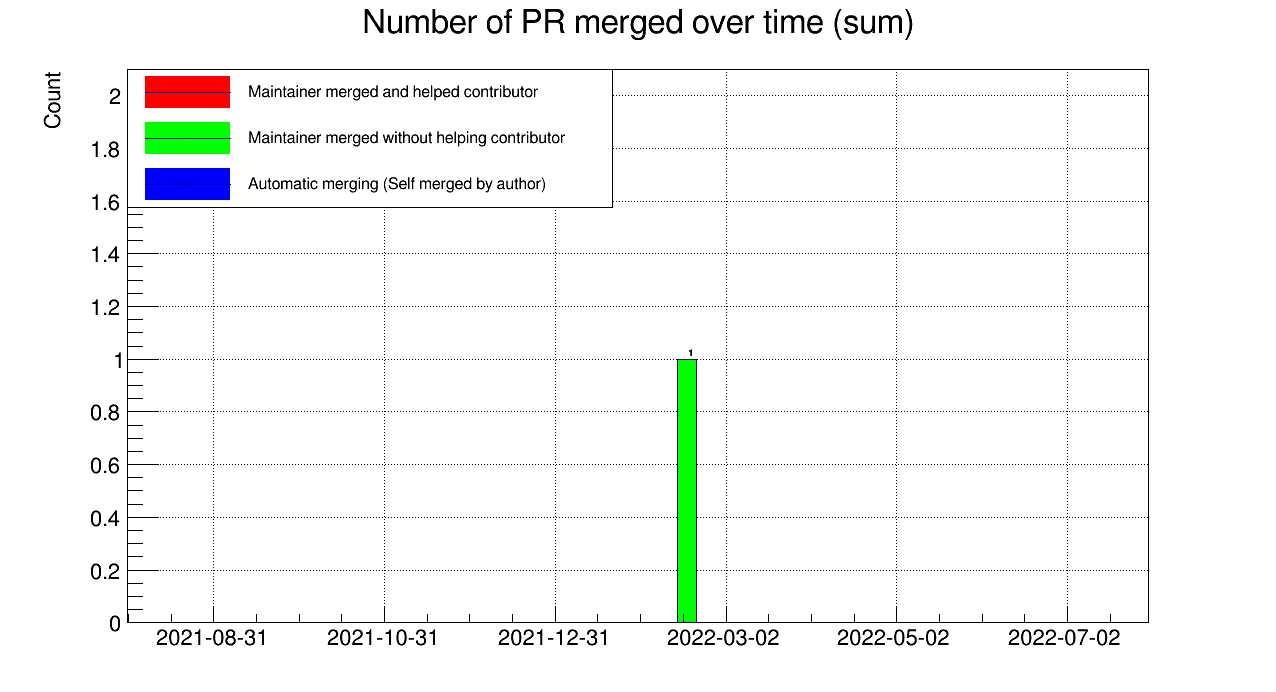 Number of PR merged over time (sum)
Count
Maintainer merged and helped contributor
Maintainer merged without helping contributor
Automatic merging (Self merged by author)
2
1.8
1.6
1.4
1.2
1
0.8
0.6
0.4
0.2
0
1
2021-08-31 2021-10-31 2021-12-31 2022-03-02 2022-05-02 2022-07-02